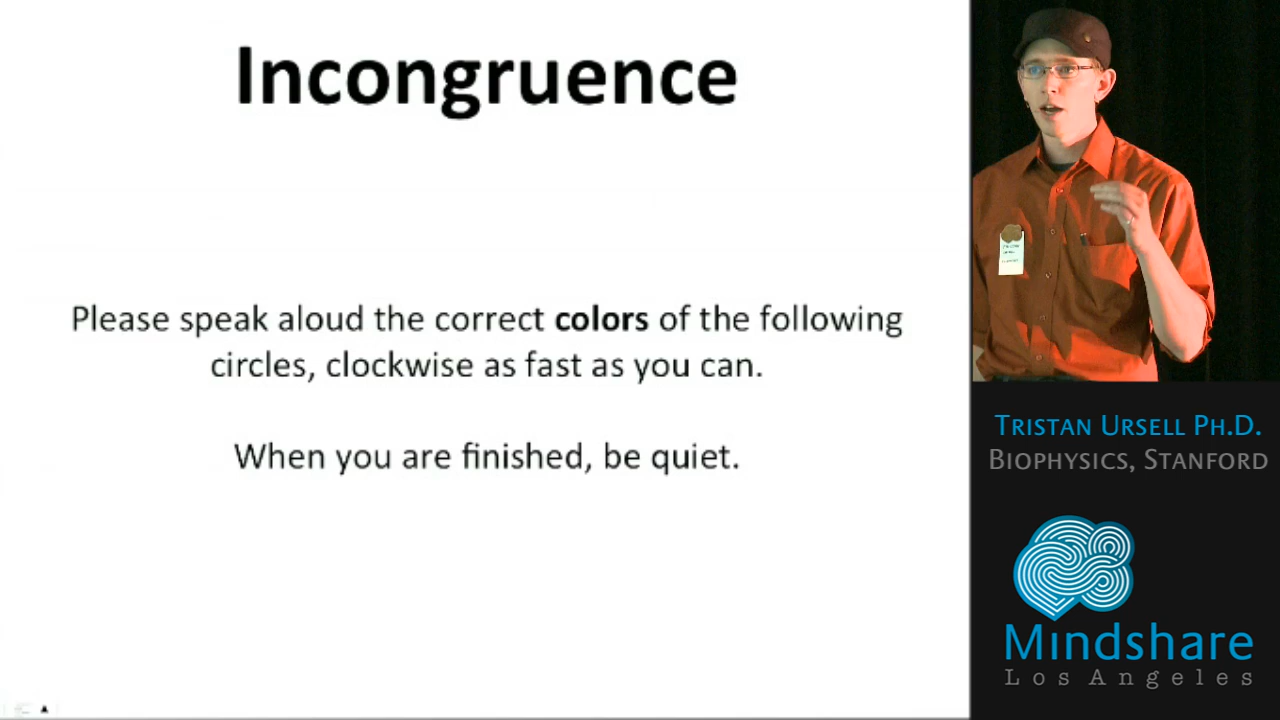 Incongruence
Please speak aloud the correct colors of the following
circles, clockwise as fast as you can.
When you are finished, be quiet.
TRISTAN URSELL PH.D.
BIOPHYSICS, STANFORD
Mindshare
Los Angeles